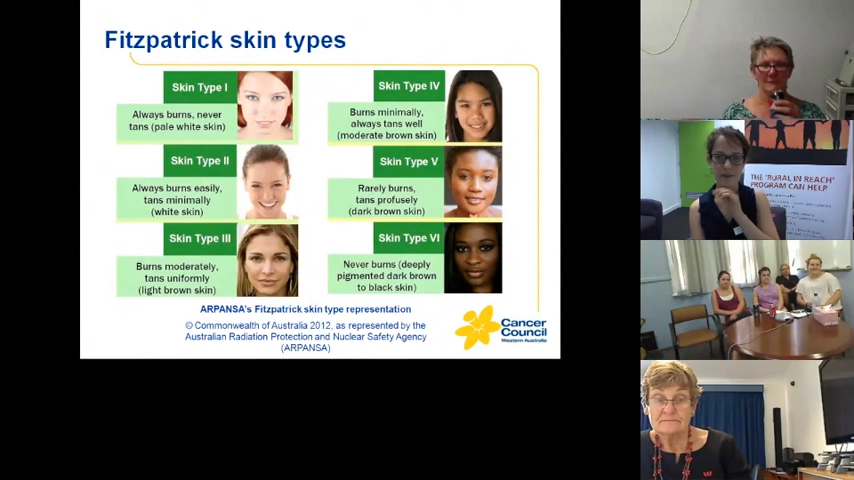 Fitzpatrick skin types
Skin Type I
Always burns, never
tans (pale white skin)
Skin Type II
Always burns easily,
tans minimally
(white skin)
Skin Type III
Burns moderately,
tans uniformly
(light brown skin)
Skin Type IV
Burns minimally,
always tans well
(moderate brown skin)
Skin Type V
Rarely burns,
tans profusely
(dark brown skin)
Skin Type VI
Never burns (deeply
pigmented dark brown
to black skin)
ARPANSA's Fitzpatrick skin type representation
© Commonwealth of Australia 2012, as represented by the
Australian Radiation Protection and Nuclear Safety Agency
(ARPANSA)
Cancer
Council
Western Australia
THE 'RURAL IN REACH'
PROGRAM CAN HELP